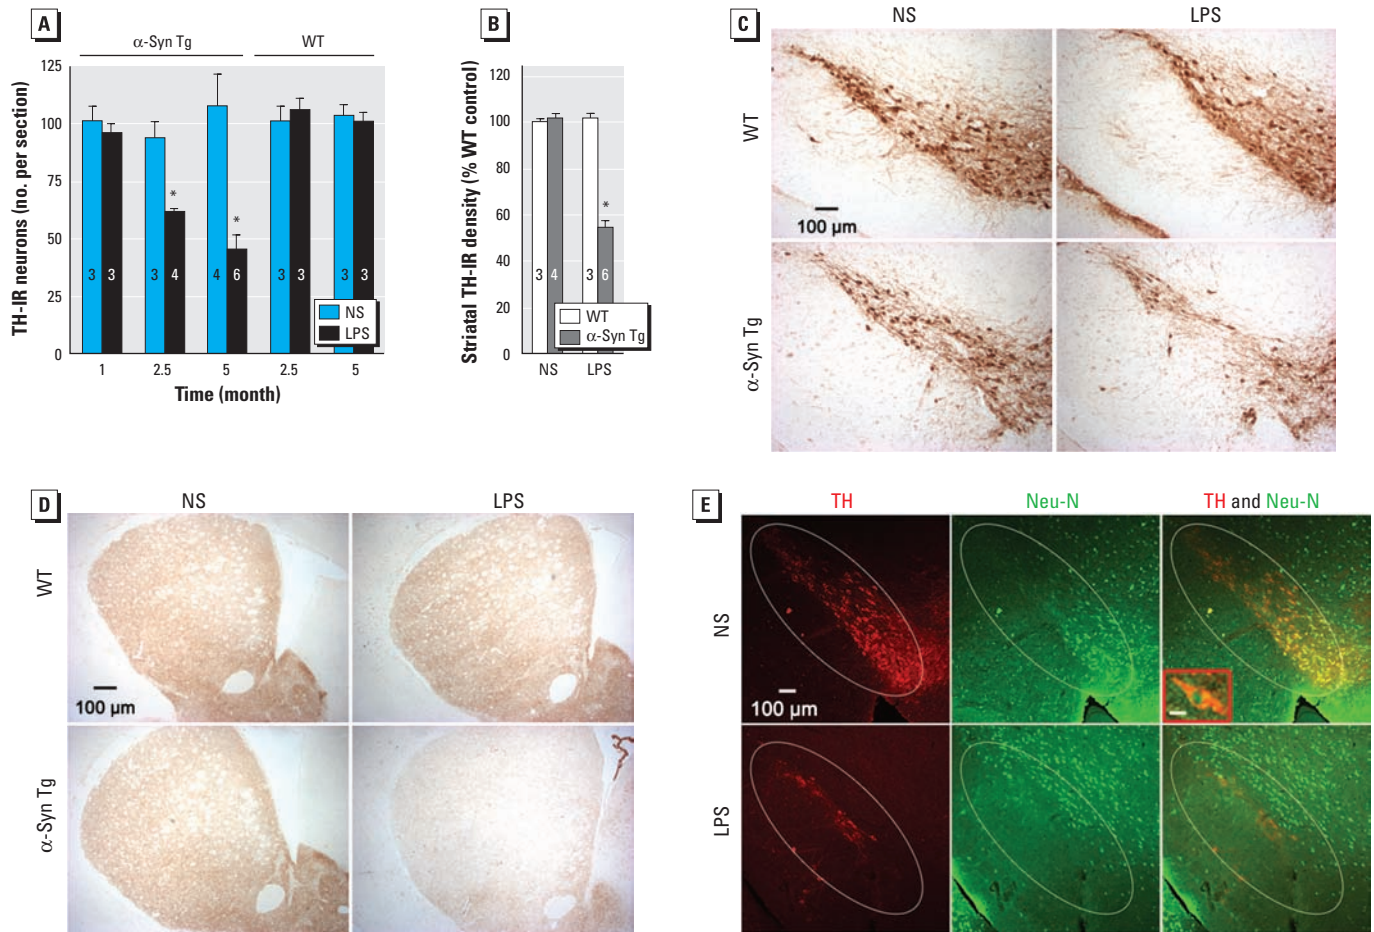 A
α-Syn Tg WT
TH-IR neurons (no. per section)
125
100
75
50
25
0
3 3 3 4 4 6 3 3 3 3
* *
NS
LPS
1 2.5 5 2.5 5
Time (month)
B
Striatal TH-IR density (% WT control)
120
100
80
60
40
20
0
3 4 3 6
*
WT
α-Syn Tg
NS LPS
C
NS LPS
WT
100 µm
α-Syn Tg
D
NS LPS
WT
100 µm
α-Syn Tg
E
TH Neu-N TH and Neu-N
NS
100 µm
LPS